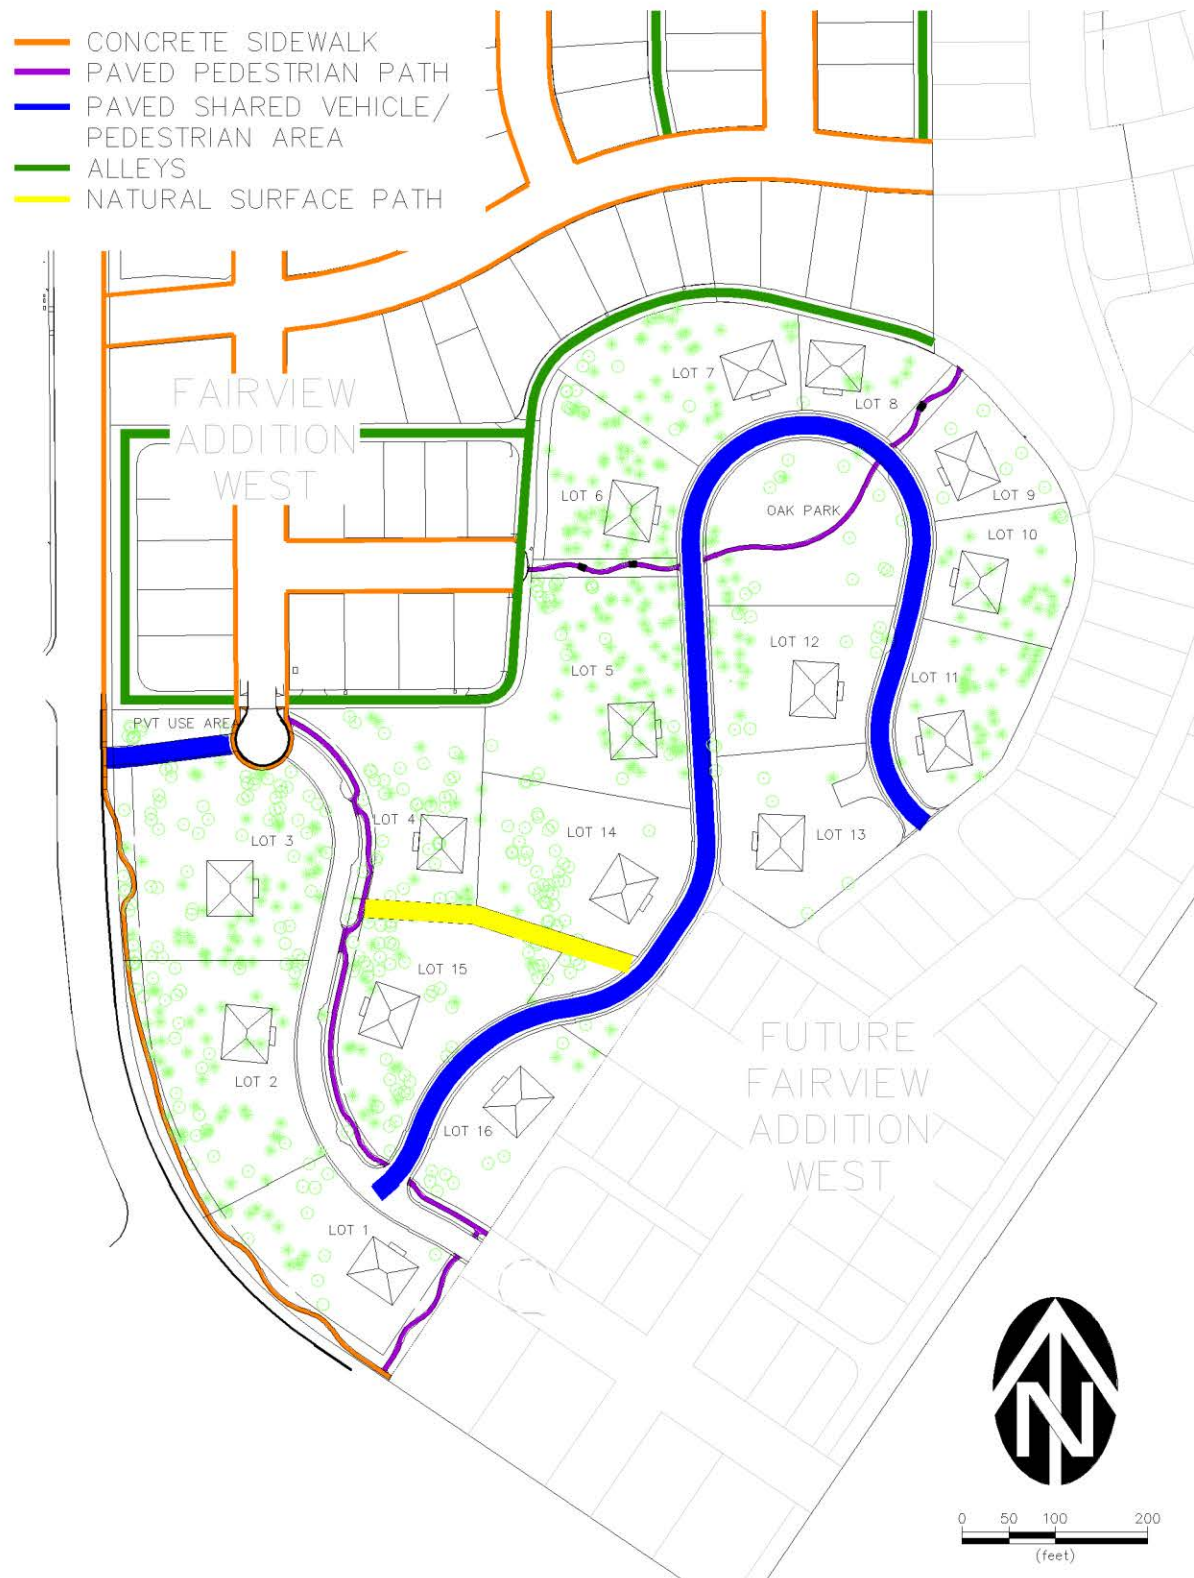 CONCRETE SIDEWALK
PAVED PEDESTRIAN PATH
PAVED SHARED VEHICLE/
PEDESTRIAN AREA
ALLEYS
NATURAL SURFACE PATH
FAIRVIEW
ADDITION
WEST
LOT 7
LOT 8
LOT 6
LOT 9
OAK PARK
LOT 10
LOT 12
LOT 5
LOT 11
PVT USE AREA
LOT 4
LOT 14
LOT 13
LOT 3
LOT 15
LOT 2
LOT 16
LOT 1
FUTURE
FAIRVIEW
ADDITION
WEST
N
0 50 100 200
(feet)